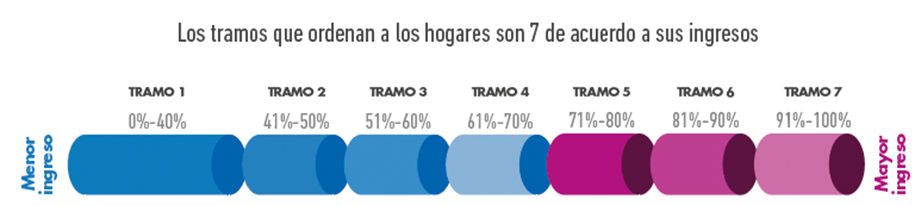 Los tramos que ordenan a los hogares son 7 de acuerdo a sus ingresos
TRAMO 1 TRAMO 2 TRAMO 3 TRAMO 4 TRAMO 5 TRAMO 6 TRAMO 7
0%-40% 41%-50% 51%-60% 61%-70% 71%-80% 81%-90% 91%-100%
Menor
ingreso
Mayor
ingreso